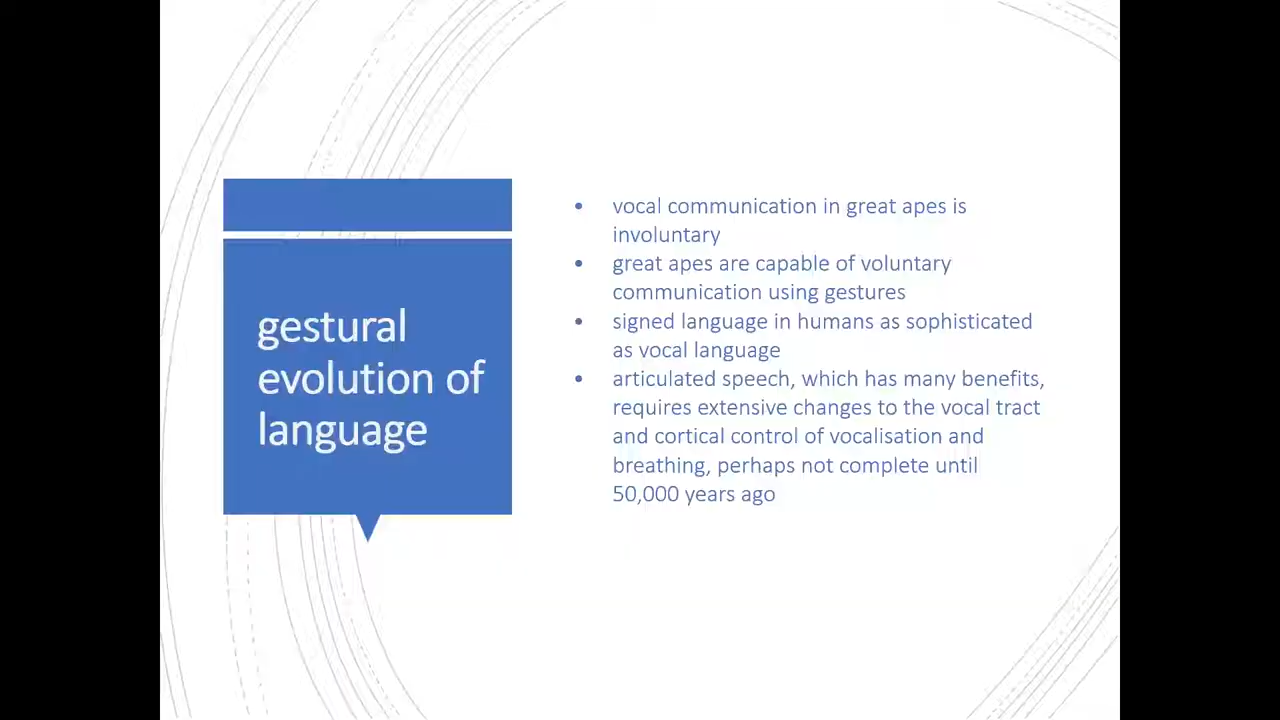 gestural
evolution of
language
• vocal communication in great apes is
involuntary
• great apes are capable of voluntary
communication using gestures
• signed language in humans as sophisticated
as vocal language
• articulated speech, which has many benefits,
requires extensive changes to the vocal tract
and cortical control of vocalisation and
breathing, perhaps not complete until
50,000 years ago